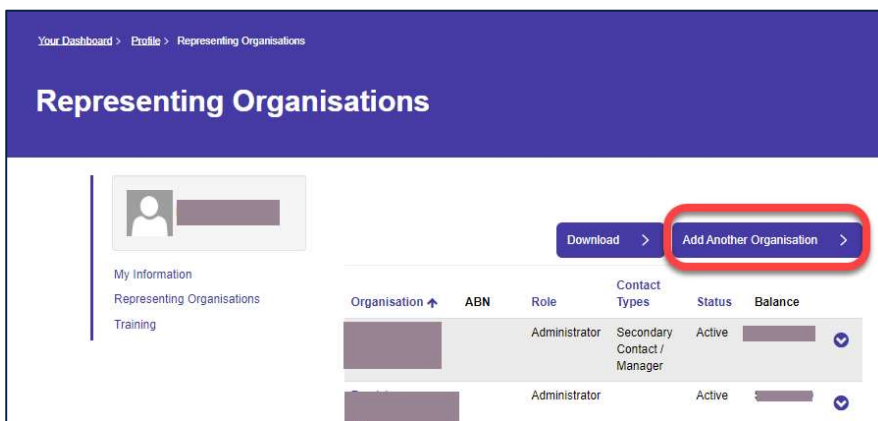 Your Dashboard > Profile > Representing Organisations
Representing Organisations
Download >
Add Another Organisation >
My Information
Representing Organisations
Training
Organisation ↑ ABN Role Contact Types Status Balance
Administrator Secondary Contact / Manager Active
Administrator Active